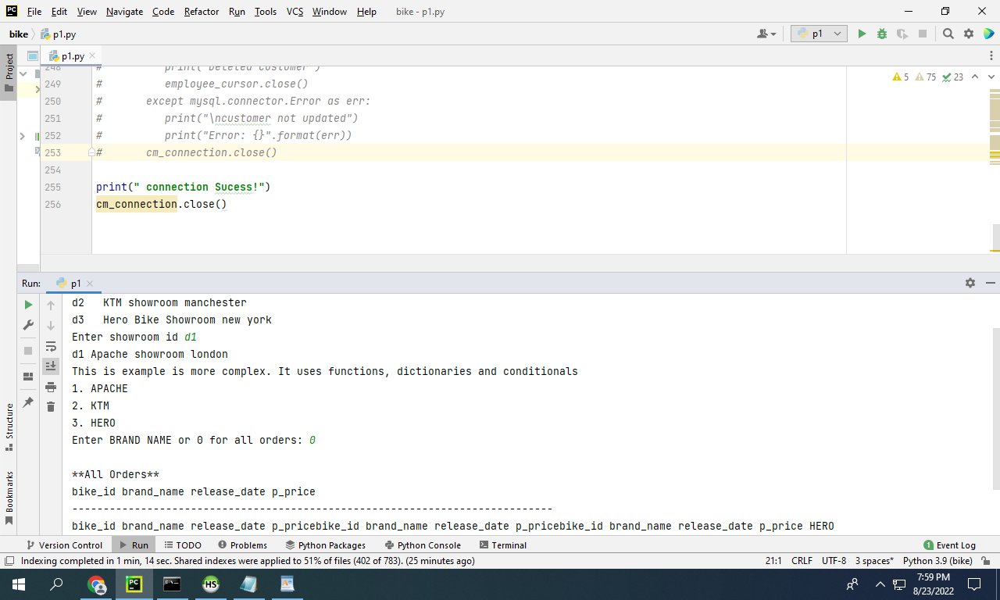 PC File Edit View Navigate Code Refactor Run Tools VCS Window Help bike - p1.py
bike p1.py p1
Project
p1.py
248 # print("Deleted customer")
249 # employee_cursor.close()
250 # except mysql.connector.Error as err:
251 # print("\ncustomer not updated")
252 # print("Error: {}".format(err))
253 # cm_connection.close()
254
255 print(" connection Sucess!")
256 cm_connection.close()
5 75 23
Run: p1
d2 KTM showroom manchester
d3 Hero Bike Showroom new york
Enter showroom id d1
d1 Apache showroom london
This is example is more complex. It uses functions, dictionaries and conditionals
1. APACHE
2. KTM
3. HERO
Enter BRAND NAME or 0 for all orders: 0
**All Orders**
bike_id brand_name release_date p_price
-----------------------------------------------------------------------------
bike_id brand_name release_date p_pricebike_id brand_name release_date p_pricebike_id brand_name release_date p_price HERO
Structure
Bookmarks
Version Control Run TODO Problems Python Packages Python Console Terminal 1 Event Log
Indexing completed in 1 min, 14 sec. Shared indexes were applied to 51% of files (402 of 783). (25 minutes ago) 21:1 CRLF UTF-8 3 spaces* Python 3.9 (bike)
PC HS 7:59 PM
8/23/2022